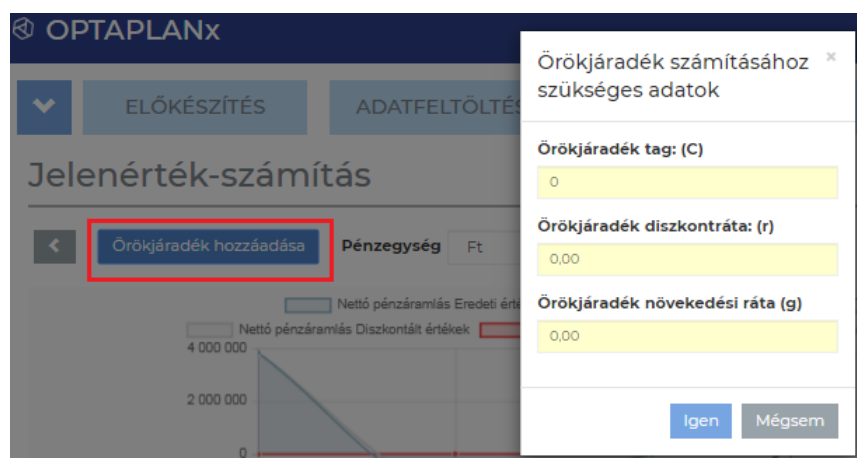 OPTAPLANx
ELŐKÉSZÍTÉS
ADATFELTÖLTÉS
Jelenérték-számítás
Örökjáradék hozzáadása
Pénzegység
Ft
Nettó pénzáramlás Eredeti érté
Nettó pénzáramlás Diszkontált értékek
4 000 000
2 000 000
0
Örökjáradék számításához
szükséges adatok
×
Örökjáradék tag: (C)
0
Örökjáradék diszkontráta: (r)
0,00
Örökjáradék növekedési ráta (g)
0,00
Igen
Mégsem